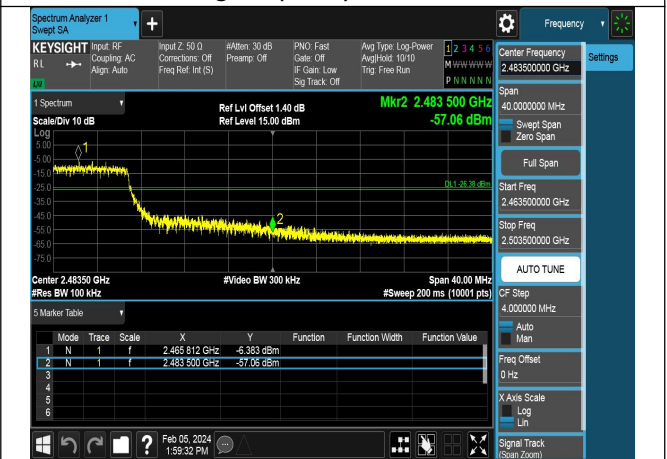 Spectrum Analyzer 1
Swept SA
+
Frequency
KEYSIGHT
RL
Input: RF
Coupling: AC
Align: Auto
Input Z: 50 Ω
Corrections: Off
Freq Ref: Int (S)
#Atten: 30 dB
Preamp: Off
PNO: Fast
Gate: Off
IF Gain: Low
Sig Track: Off
Avg Type: Log-Power
Avg|Hold: 10/10
Trig: Free Run
1 2 3 4 5 6
M W W W W W
P N N N N N
1 Spectrum
Scale/Div 10 dB
Ref Lvl Offset 1.40 dB
Ref Level 15.00 dBm
Mkr2 2.483 500 GHz
-57.06 dBm
Log
5.00
-5.00
-15.0
-25.0
-35.0
-45.0
-55.0
-65.0
-75.0
1
2
DL1 -26.38 dBm
Center 2.48350 GHz
#Res BW 100 kHz
#Video BW 300 kHz
Span 40.00 MHz
#Sweep 200 ms (10001 pts)
5 Marker Table
Mode Trace Scale X Y Function Function Width Function Value
1 N 1 f 2.465 812 GHz -6.383 dBm
2 N 1 f 2.483 500 GHz -57.06 dBm
3
4
5
6
Feb 05, 2024
1:59:32 PM
Center Frequency
2.483500000 GHz
Span
40.0000000 MHz
Swept Span
Zero Span
Full Span
Start Freq
2.463500000 GHz
Stop Freq
2.503500000 GHz
AUTO TUNE
CF Step
4.000000 MHz
Auto
Man
Freq Offset
0 Hz
X Axis Scale
Log
Lin
Signal Track
(Span Zoom)
Settings